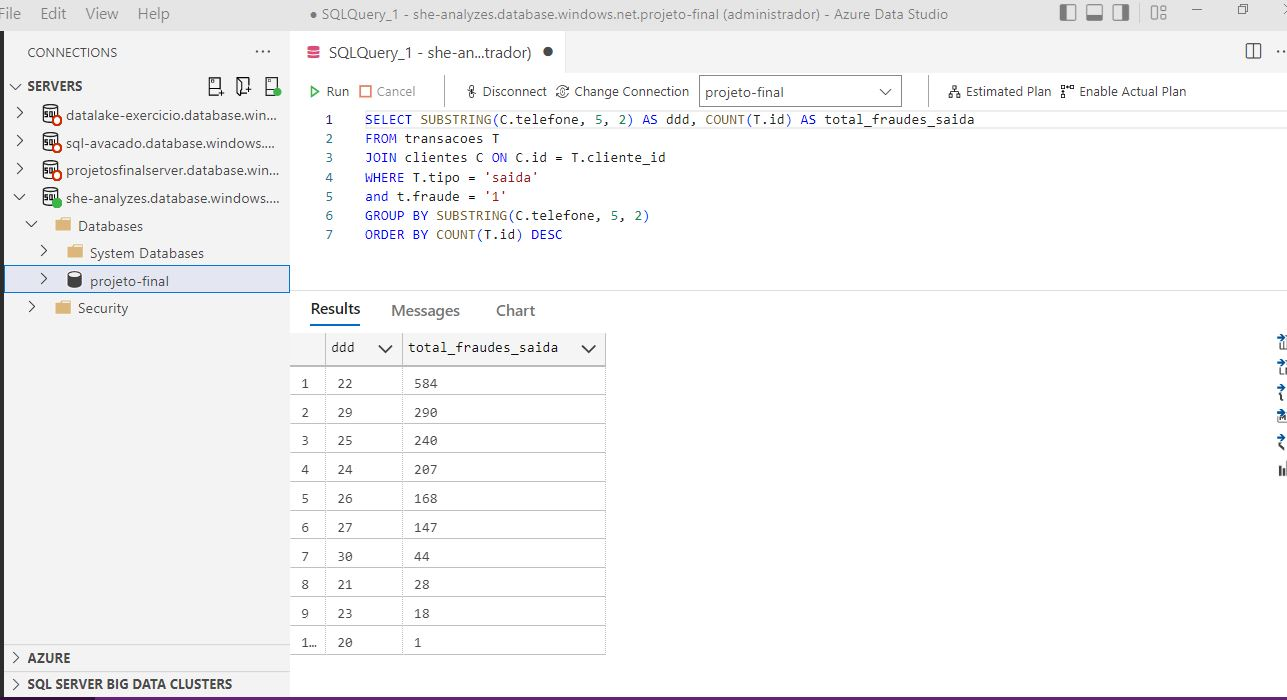 File Edit View Help
● SQLQuery_1 - she-analyzes.database.windows.net.projeto-final (administrador) - Azure Data Studio
CONNECTIONS
SERVERS
datalake-exercicio.database.win...
sql-avacado.database.windows....
projetosfinalserver.database.win...
she-analyzes.database.windows....
Databases
System Databases
projeto-final
Security
AZURE
SQL SERVER BIG DATA CLUSTERS
SQLQuery_1 - she-an...trador) ●
Run Cancel Disconnect Change Connection projeto-final Estimated Plan Enable Actual Plan
1 SELECT SUBSTRING(C.telefone, 5, 2) AS ddd, COUNT(T.id) AS total_fraudes_saida
2 FROM transacoes T
3 JOIN clientes C ON C.id = T.cliente_id
4 WHERE T.tipo = 'saida'
5 and t.fraude = '1'
6 GROUP BY SUBSTRING(C.telefone, 5, 2)
7 ORDER BY COUNT(T.id) DESC
Results Messages Chart
ddd total_fraudes_saida
1 22 584
2 29 290
3 25 240
4 24 207
5 26 168
6 27 147
7 30 44
8 21 28
9 23 18
1... 20 1